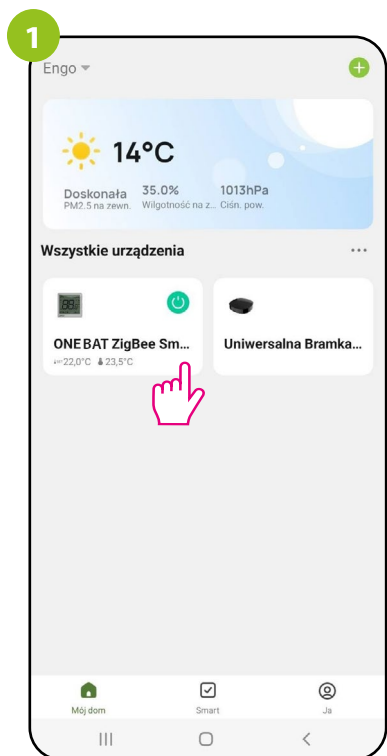 1
Engo
14°C
Doskonała 35.0% 1013hPa
PM2.5 na zewn. Wilgotność na z... Ciśn. pow.
Wszystkie urządzenia
ONE BAT ZigBee Sm... Uniwersalna Bramka...
22,0°C 23,5°C
Mój dom Smart Ja